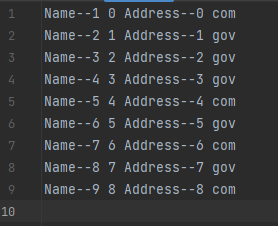 1 Name--1 0 Address--0 com
2 Name--2 1 Address--1 gov
3 Name--3 2 Address--2 gov
4 Name--4 3 Address--3 gov
5 Name--5 4 Address--4 com
6 Name--6 5 Address--5 gov
7 Name--7 6 Address--6 com
8 Name--8 7 Address--7 gov
9 Name--9 8 Address--8 com
10